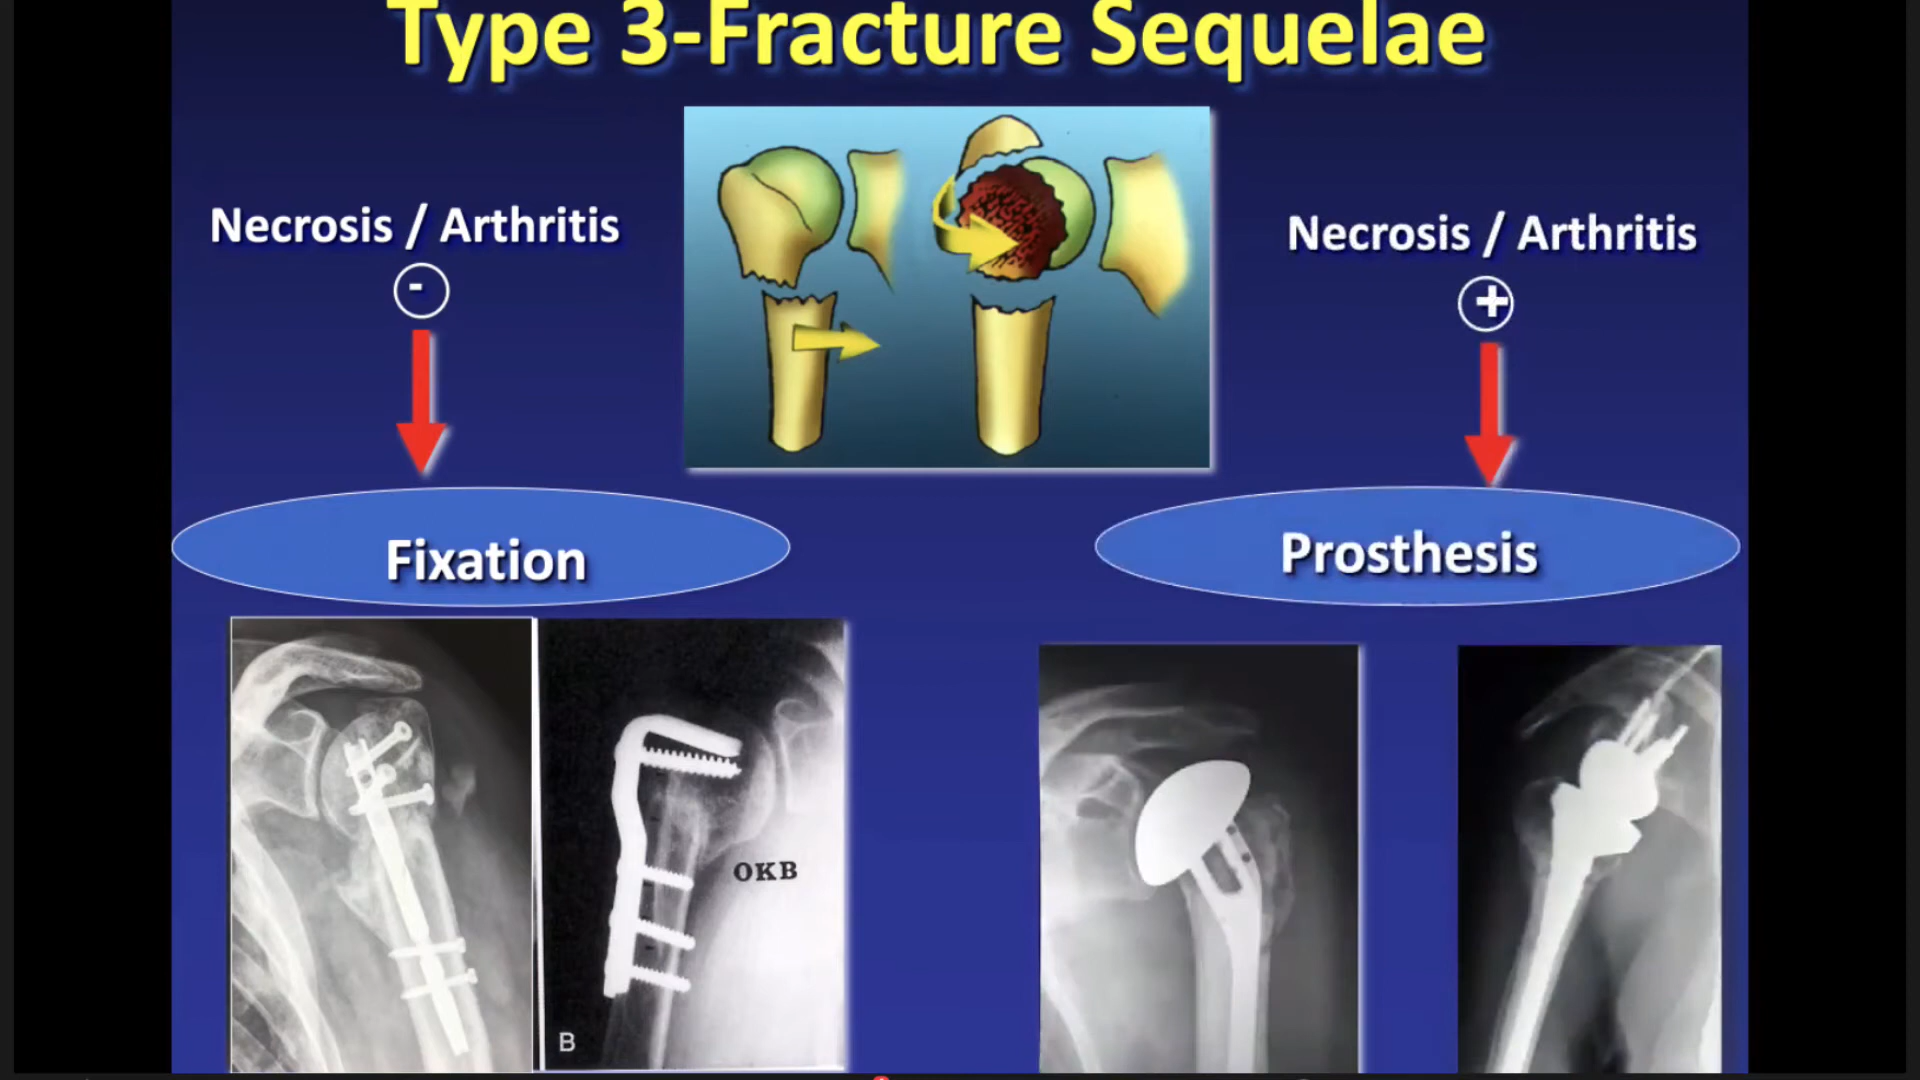 Type 3-Fracture Sequelae
Necrosis / Arthritis
-
Necrosis / Arthritis
+
Fixation
Prosthesis
OKB
B